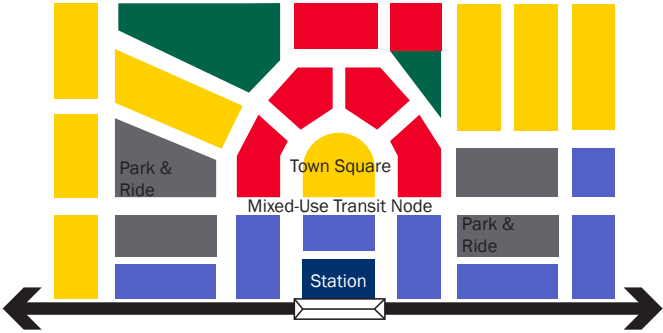 Park &
Ride
Town Square
Mixed-Use Transit Node
Park &
Ride
Station